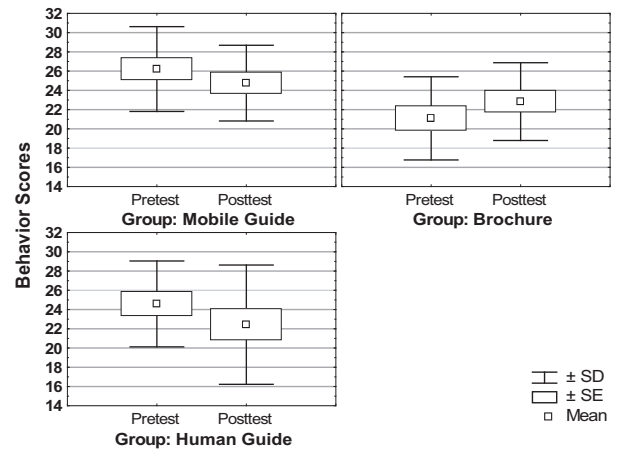 Behavior Scores
32
30
28
26
24
22
20
18
16
14
Pretest Posttest
Group: Mobile Guide
Pretest Posttest
Group: Brochure
32
30
28
26
24
22
20
18
16
14
Pretest Posttest
Group: Human Guide
± SD
± SE
Mean